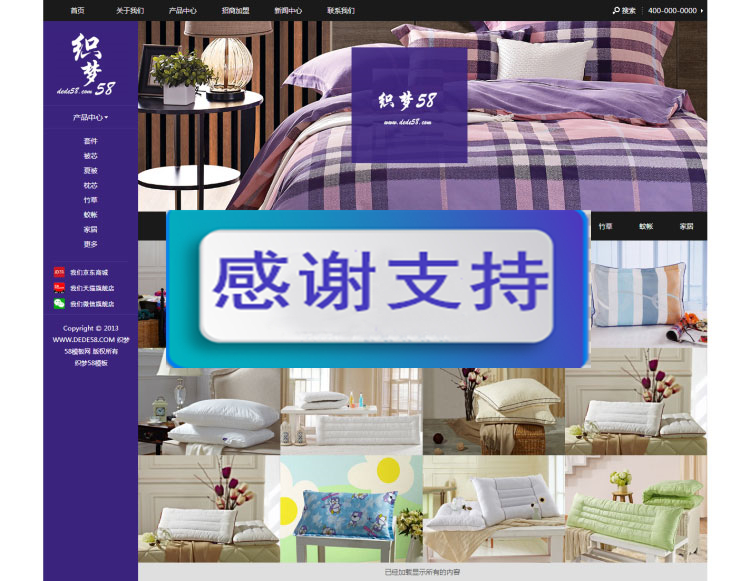 首页 关于我们 产品中心 招商加盟 新闻中心 联系我们 搜索 400-000-0000
织梦
dede58.com 58
产品中心
套件
被芯
夏被
枕芯
竹草
蚊帐
家居
更多
我们京东商城
我们天猫旗舰店
我们微信旗舰店
Copyright © 2013
WWW.DEDE58.COM 织梦
58模板网 版权所有
织梦58模板
织梦58
www.dede58.com
竹草 蚊帐 家居
感谢支持
已经加载显示所有的内容